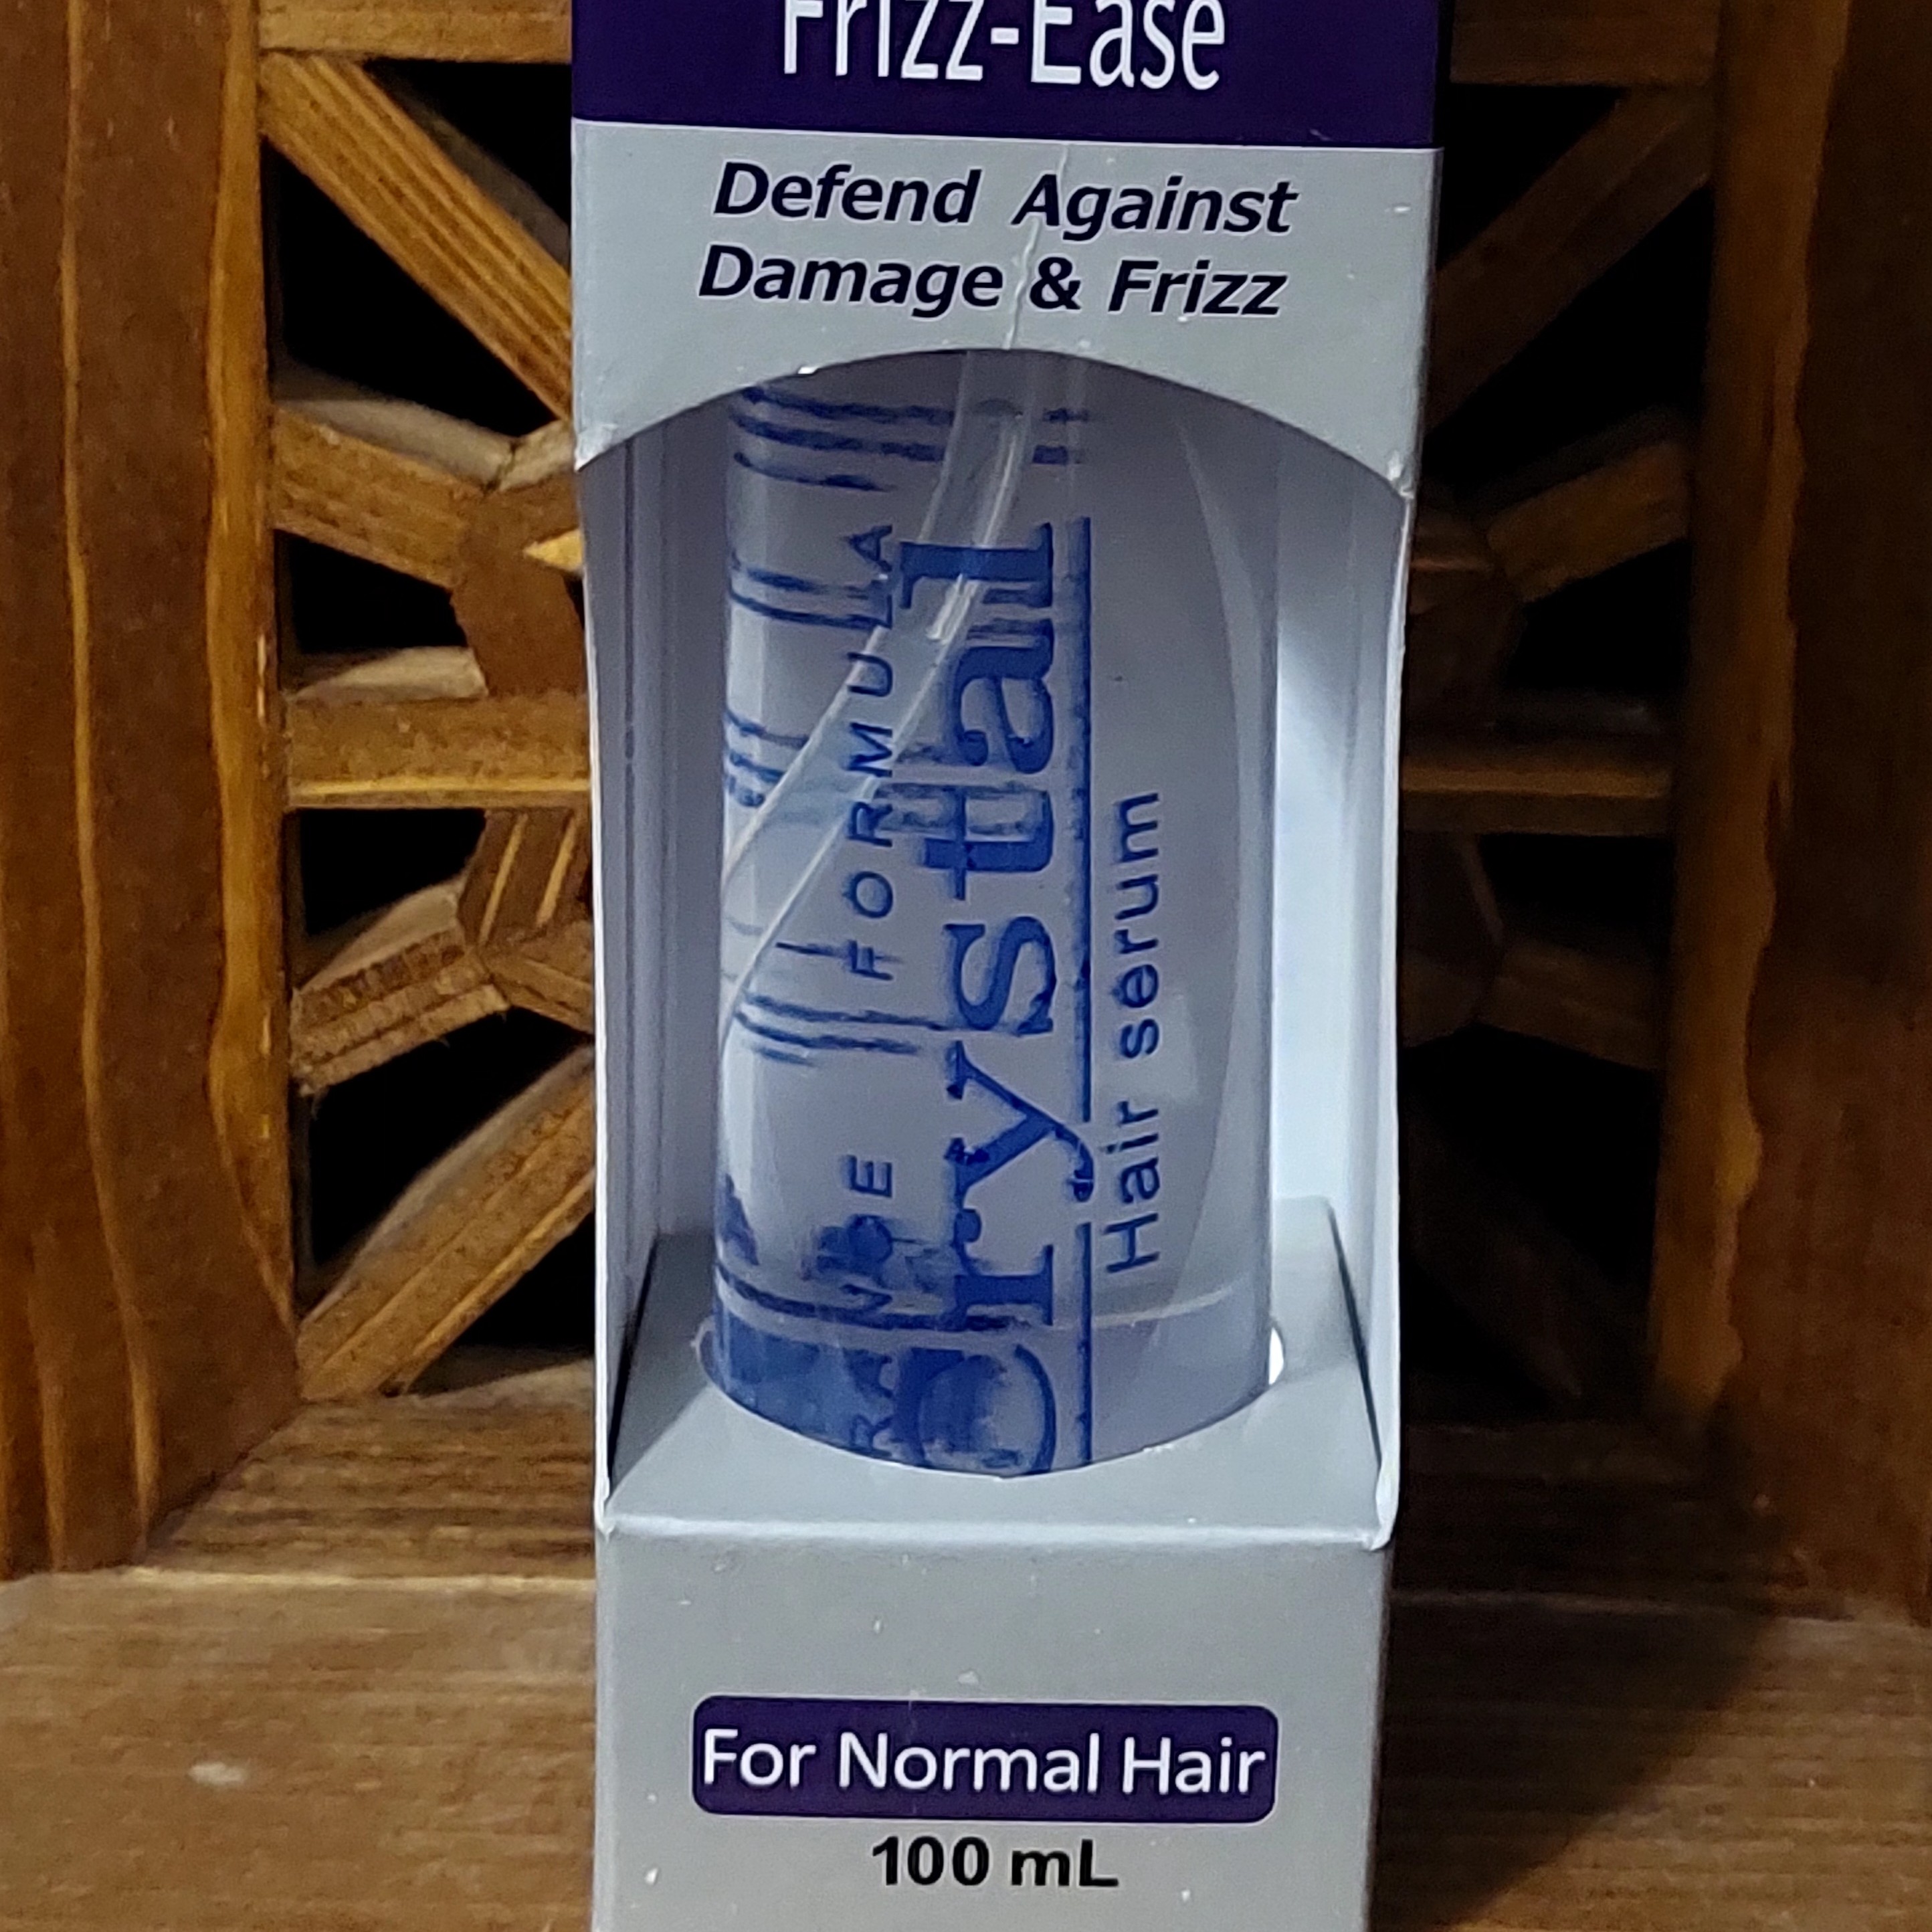 Frizz-Ease
Defend Against
Damage & Frizz
FORMULA
Crystal
Hair serum
For Normal Hair
100 mL